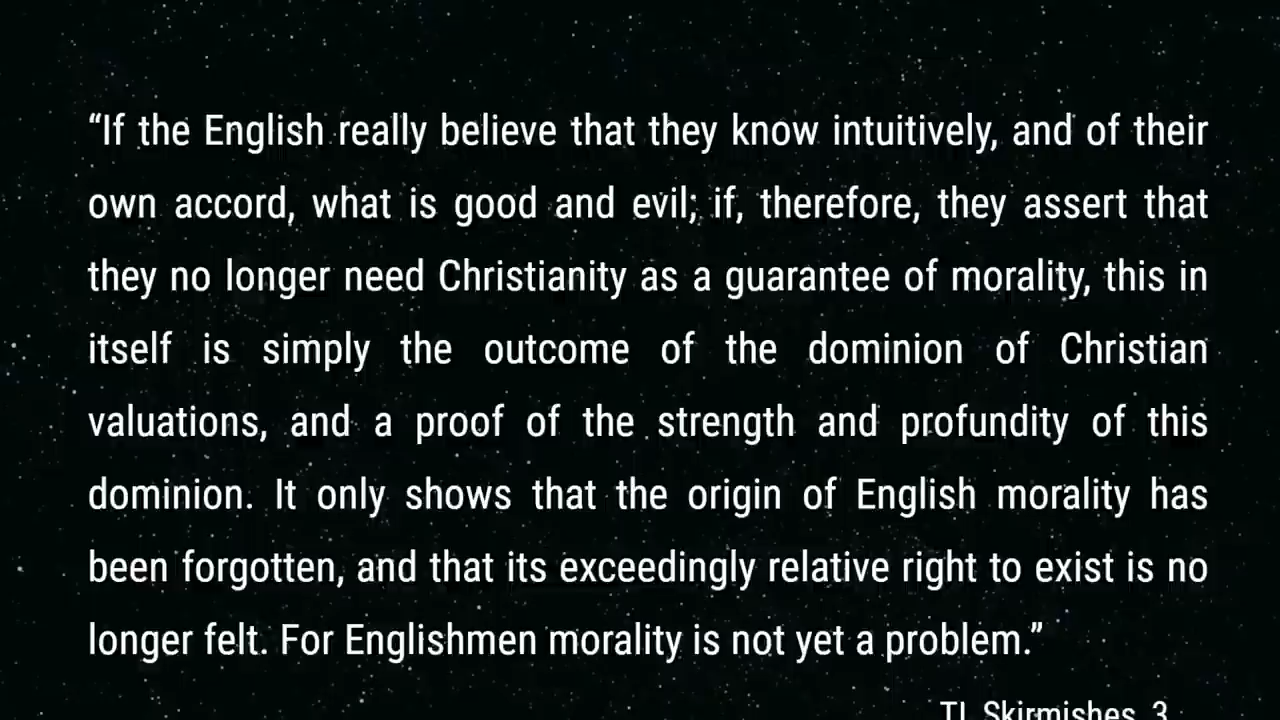 “If the English really believe that they know intuitively, and of their
own accord, what is good and evil; if, therefore, they assert that
they no longer need Christianity as a guarantee of morality, this in
itself is simply the outcome of the dominion of Christian
valuations, and a proof of the strength and profundity of this
dominion. It only shows that the origin of English morality has
been forgotten, and that its exceedingly relative right to exist is no
longer felt. For Englishmen morality is not yet a problem.”
TI, Skirmishes, 3